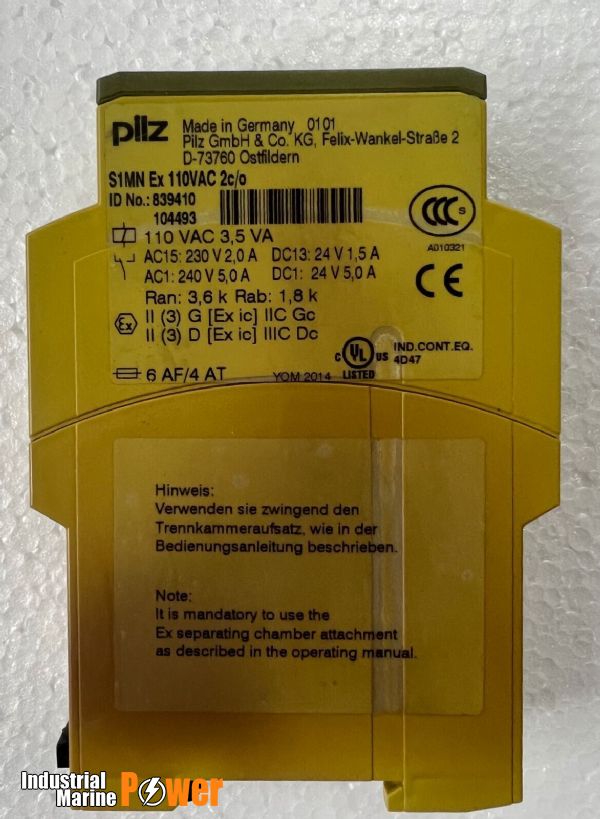 pilz
Made in Germany 0101
Pilz GmbH & Co. KG, Felix-Wankel-Straße 2
D-73760 Ostfildern
S1MN Ex 110VAC 2c/o
ID No.: 839410
104493
110 VAC 3,5 VA
AC15: 230 V 2,0 A DC13: 24 V 1,5 A
AC1: 240 V 5,0 A DC1: 24 V 5,0 A
Ran: 3,6 k Rab: 1,8 k
II (3) G [Ex ic] IIC Gc
II (3) D [Ex ic] IIIC Dc
Ex
6 AF/4 AT
YOM 2014
CCC S
A010321
CE
C UL US
LISTED
IND.CONT.EQ.
4D47
Hinweis:
Verwenden sie zwingend den
Trennkammeraufsatz, wie in der
Bedienungsanleitung beschrieben.
Note:
It is mandatory to use the
Ex separating chamber attachment
as described in the operating manual.
Industrial
Marine Power